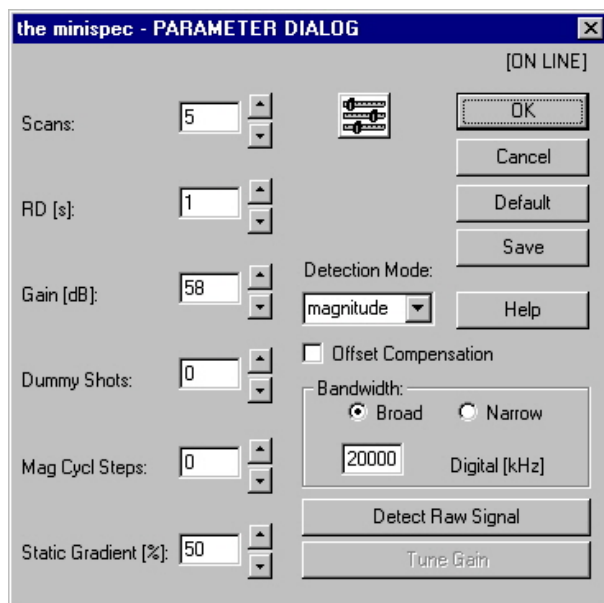 the minispec - PARAMETER DIALOG
[ON LINE]
Scans: 5
OK
Cancel
RD [s]: 1
Default
Save
Gain [dB]: 58
Detection Mode:
magnitude
Help
Dummy Shots: 0
Offset Compensation
Bandwidth:
Broad Narrow
Mag Cycl Steps: 0
20000 Digital [kHz]
Detect Raw Signal
Static Gradient [%]: 50
Tune Gain